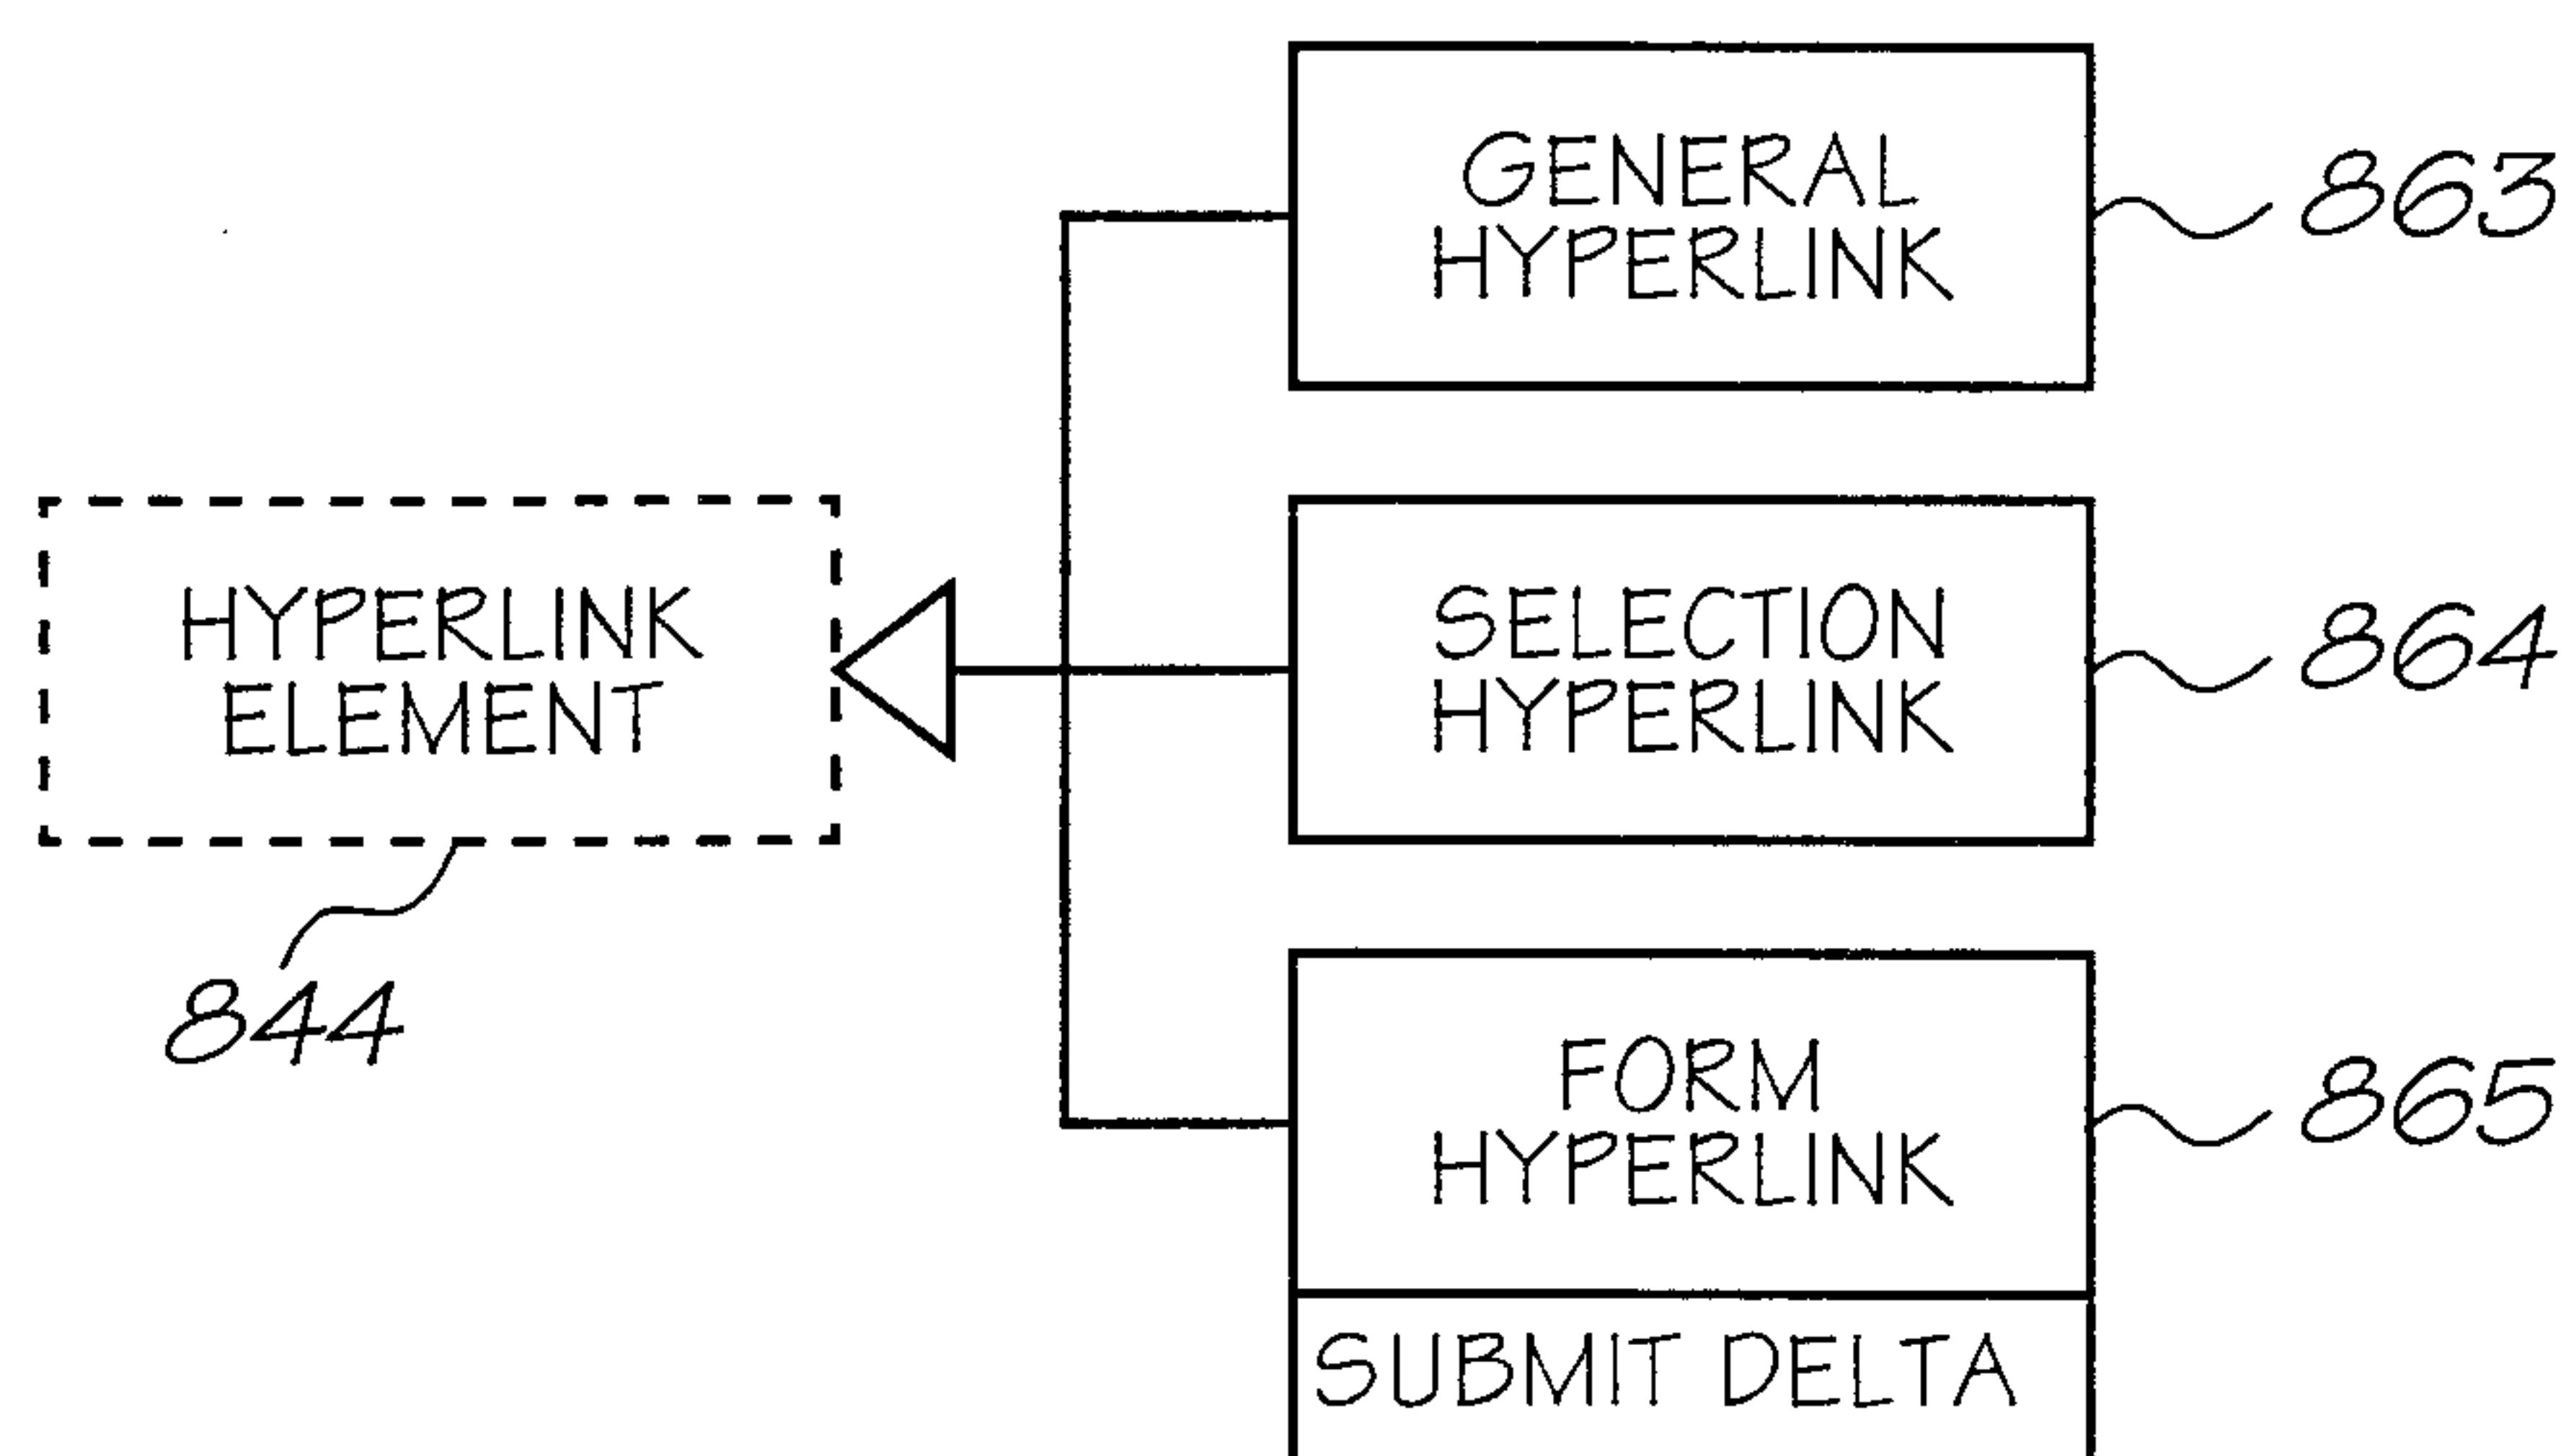 GENERAL
HYPERLINK
863
HYPERLINK
ELEMENT
844
SELECTION
HYPERLINK
864
FORM
HYPERLINK
865
SUBMIT DELTA